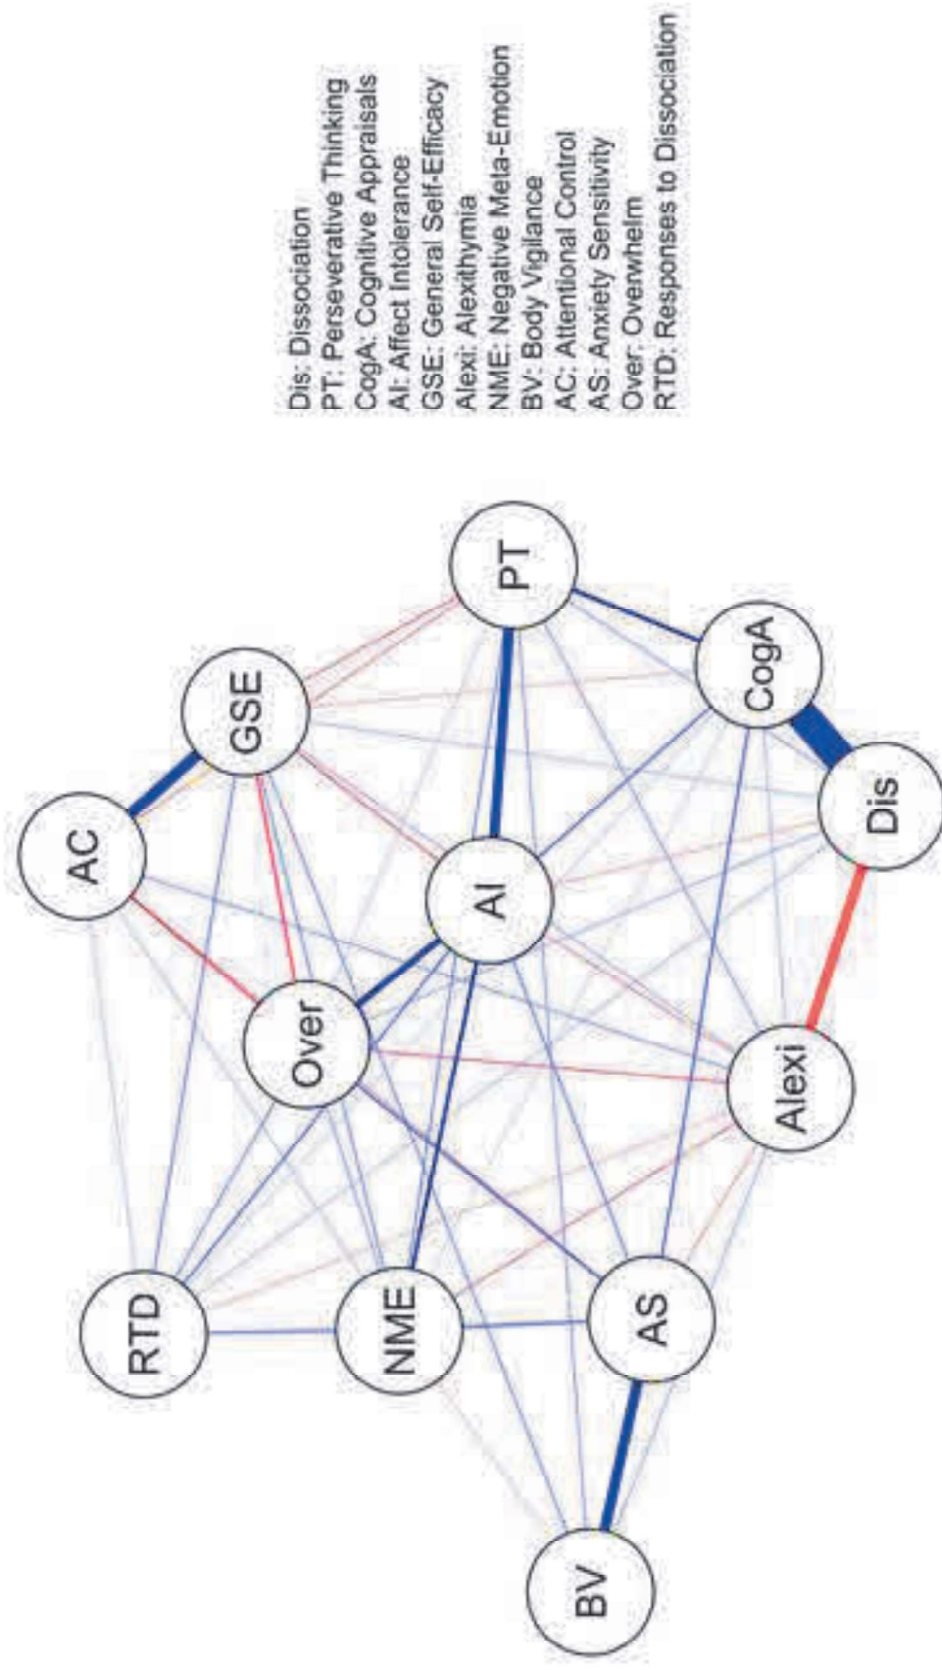 AC
GSE
PT
RTD
Over
AI
NME
CogA
AS
Alexi
Dis
BV
Dis: Dissociation
PT: Perseverative Thinking
CogA: Cognitive Appraisals
AI: Affect Intolerance
GSE: General Self-Efficacy
Alexi: Alexithymia
NME: Negative Meta-Emotion
BV: Body Vigilance
AC: Attentional Control
AS: Anxiety Sensitivity
Over: Overwhelm
RTD: Responses to Dissociation